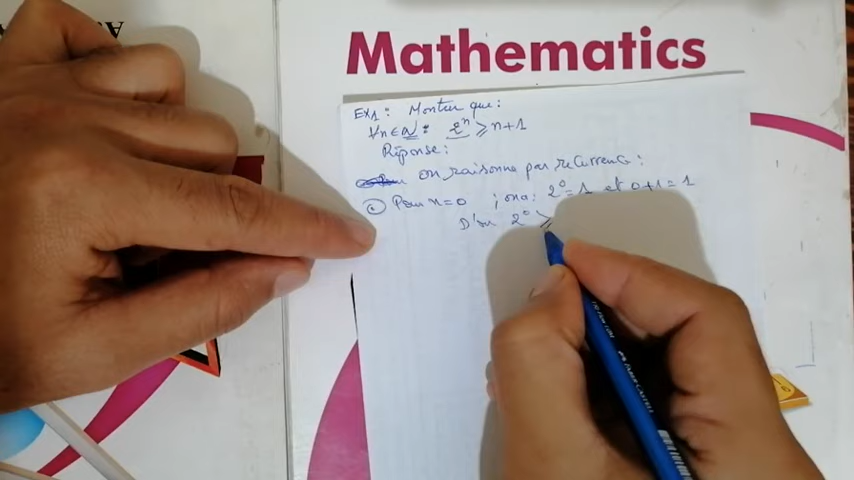 Mathematics
Ex1: Montrer que:
∀n∈ℕ: 2ⁿ ⩾ n+1
Réponse:
on raisonne par récurrence:
Pour n=0 ; on a: 2⁰=1 et 0+1=1
D'où 2⁰ ⩾